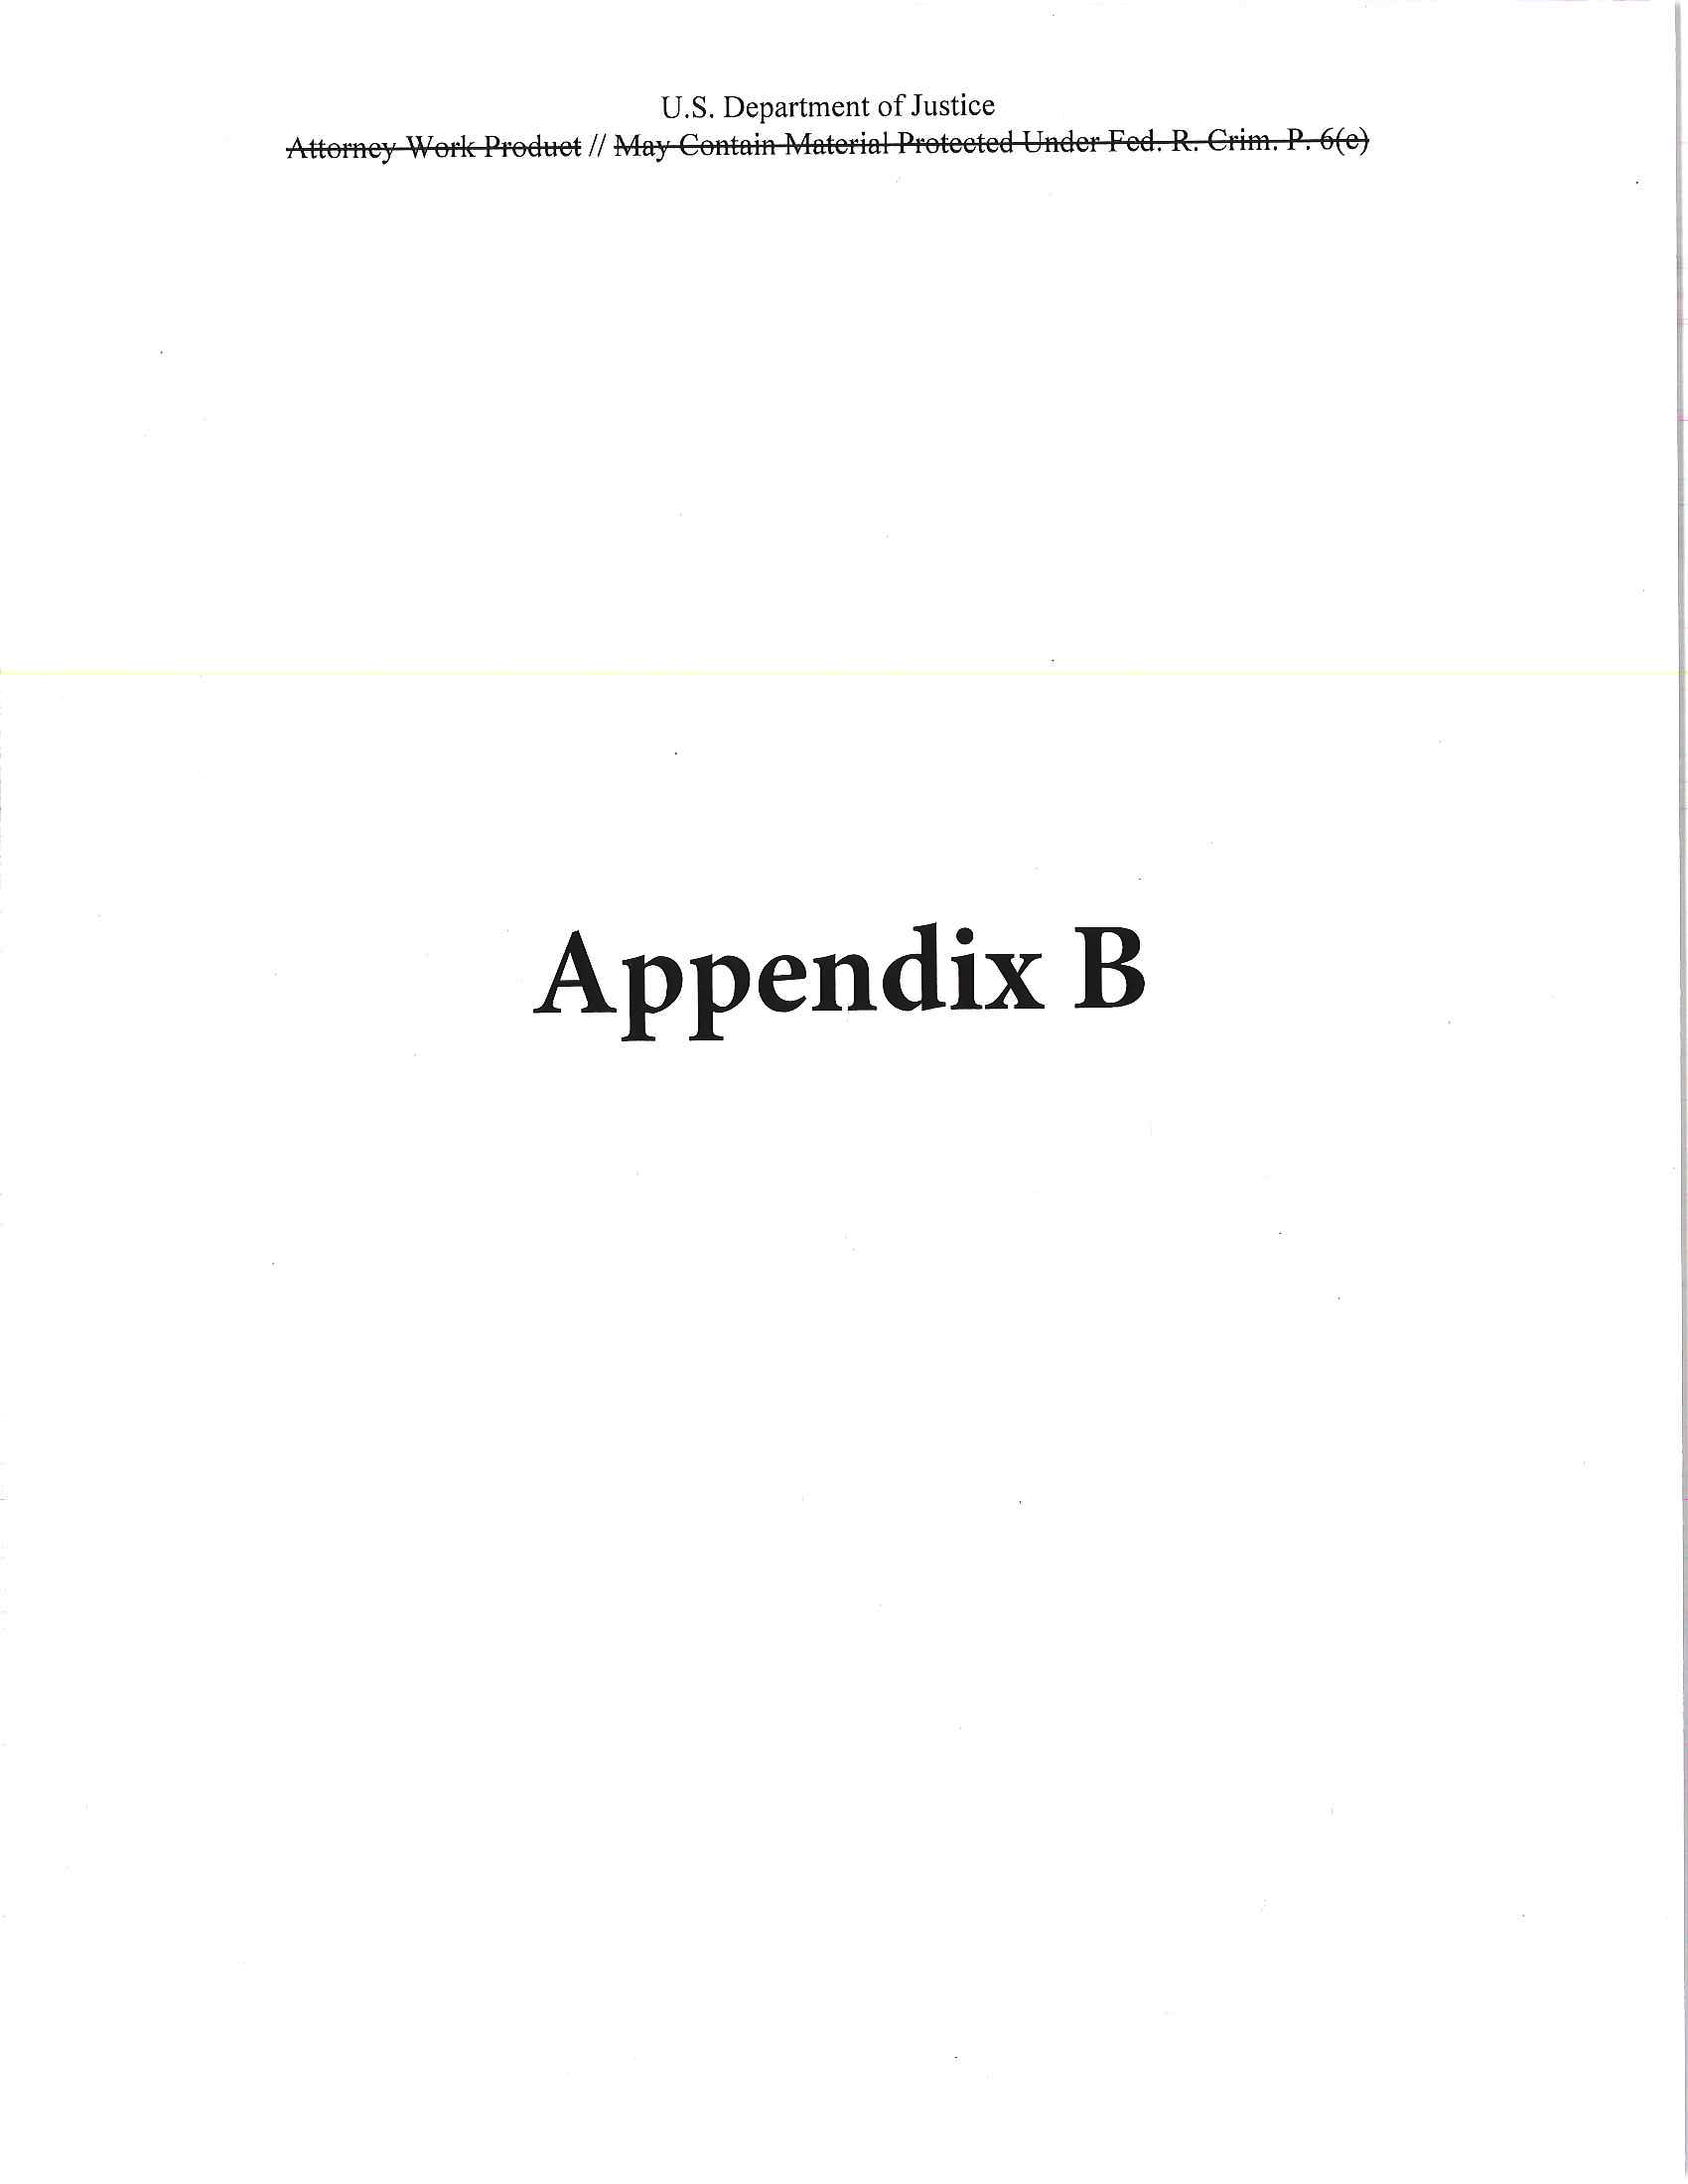 U.S. Department of Justice
Attorney Work Product // May Contain Material Protected Under Fed. R. Crim. P. 6(e)
Appendix B